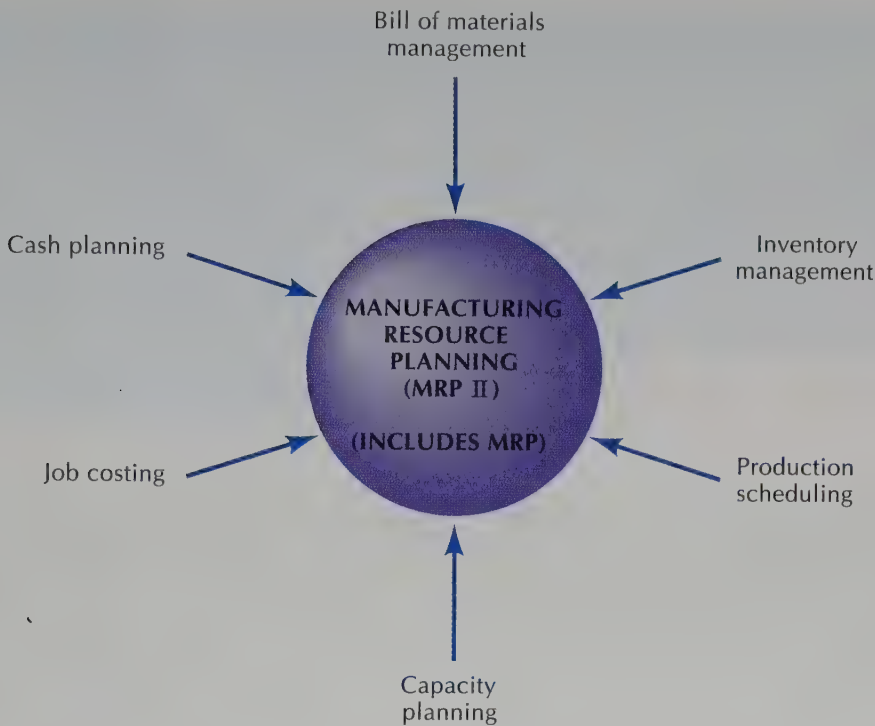 Bill of materials
management
Cash planning
Inventory
management
MANUFACTURING
RESOURCE
PLANNING
(MRP II)
(INCLUDES MRP)
Job costing
Production
scheduling
Capacity
planning